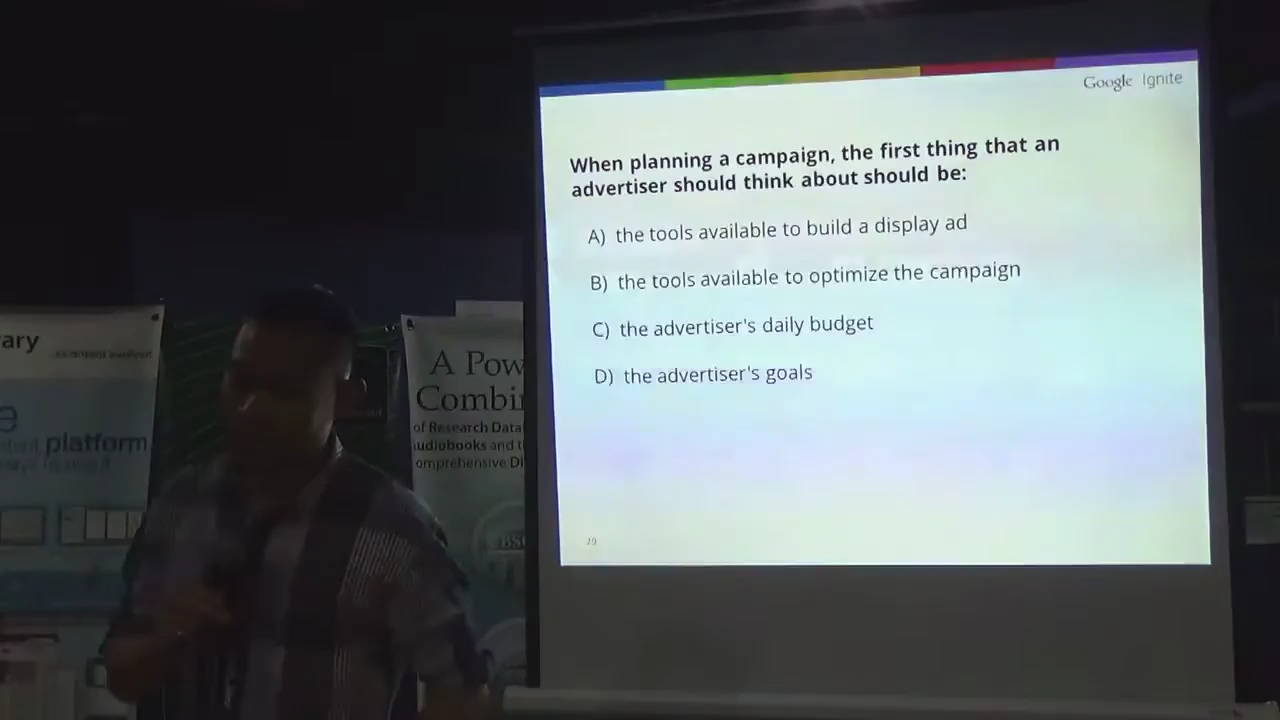 Google Ignite
When planning a campaign, the first thing that an
advertiser should think about should be:
A) the tools available to build a display ad
B) the tools available to optimize the campaign
C) the advertiser's daily budget
D) the advertiser's goals
ary
platform
A Pow
Combi
of Research Data
udiobooks and t
omprehensive Di